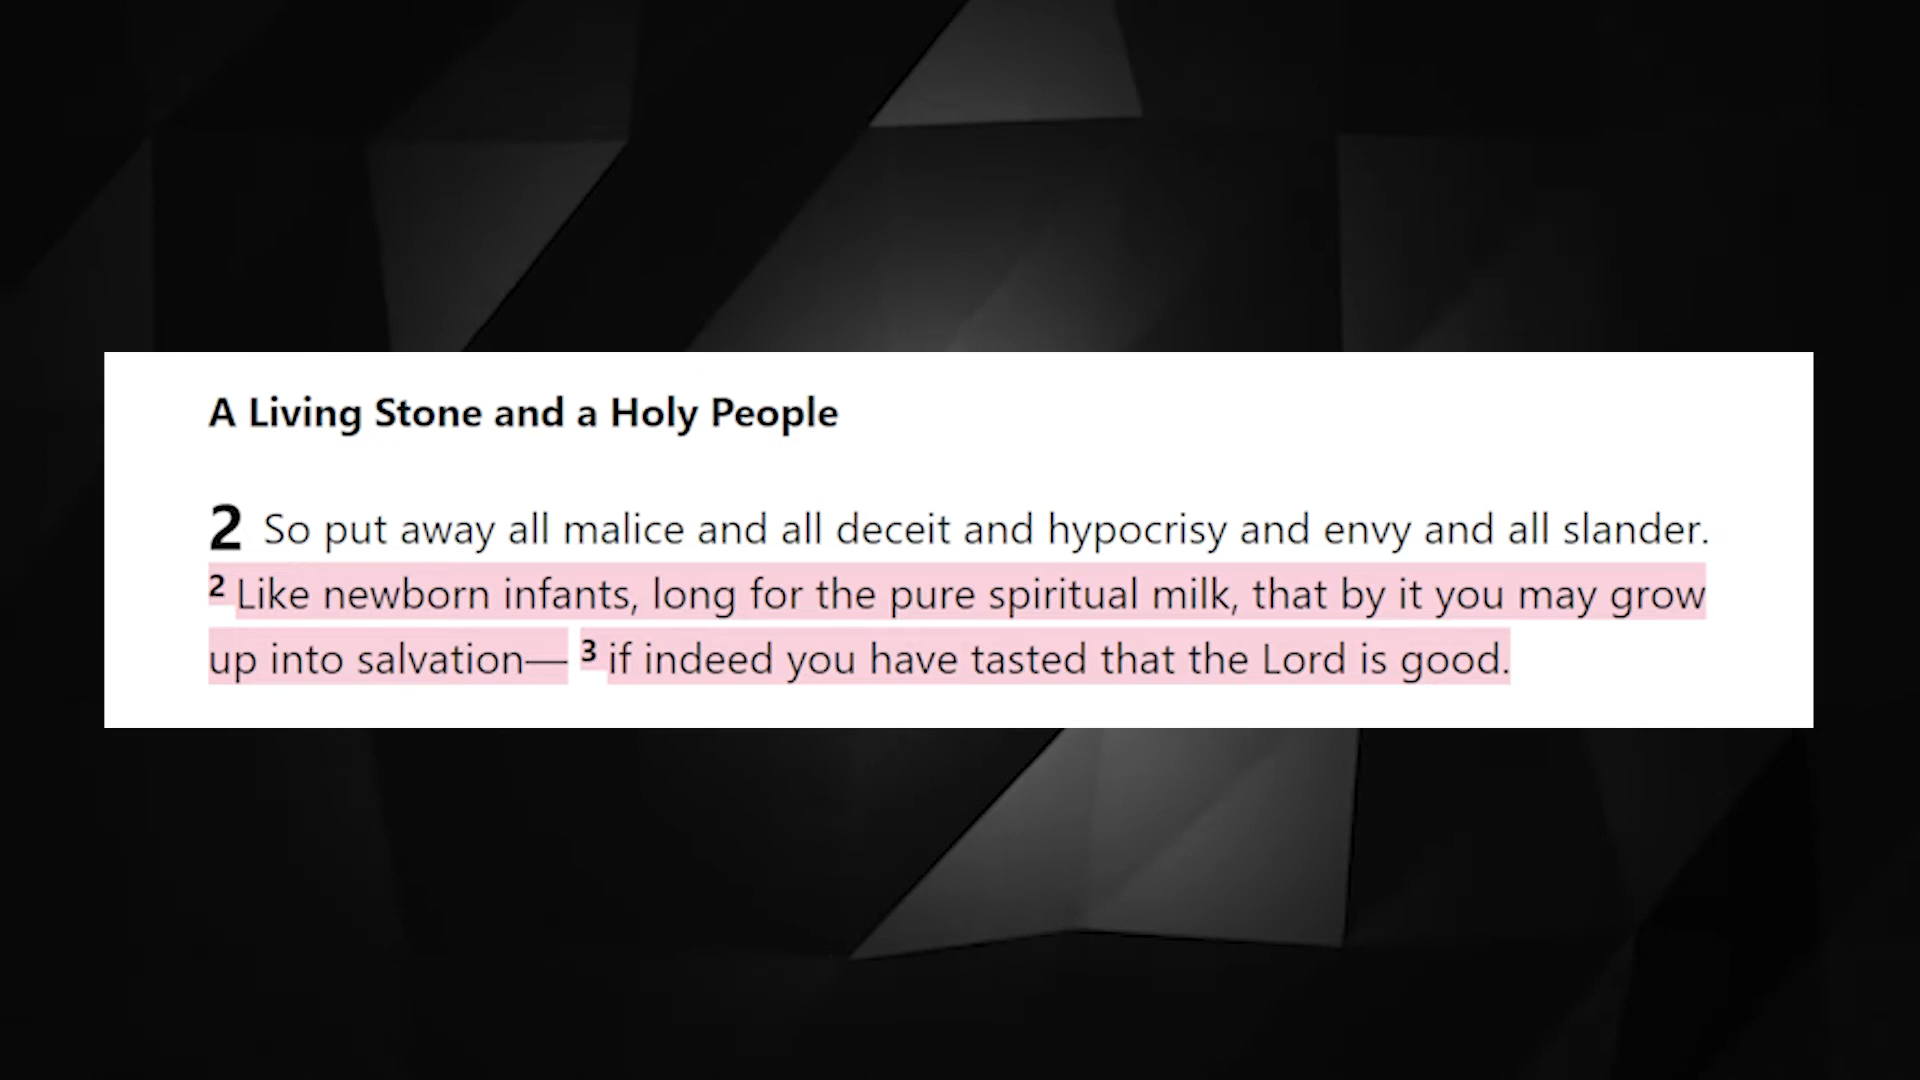 A Living Stone and a Holy People
2 So put away all malice and all deceit and hypocrisy and envy and all slander.
2 Like newborn infants, long for the pure spiritual milk, that by it you may grow
up into salvation— 3 if indeed you have tasted that the Lord is good.